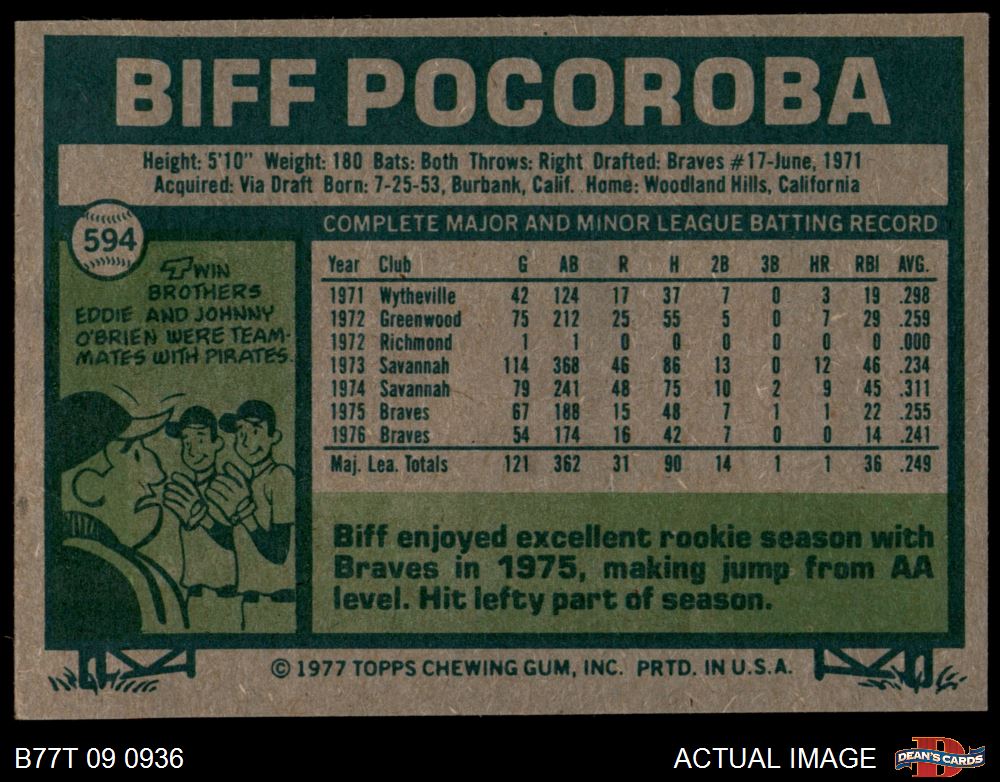 BIFF POCOROBA
Height: 5'10" Weight: 180 Bats: Both Throws: Right Drafted: Braves #17-June, 1971
Acquired: Via Draft Born: 7-25-53, Burbank, Calif. Home: Woodland Hills, California
594
TWIN
BROTHERS
EDDIE AND JOHNNY
O'BRIEN WERE TEAM-
MATES WITH PIRATES.
COMPLETE MAJOR AND MINOR LEAGUE BATTING RECORD
Year Club G AB R H 2B 3B HR RBI AVG.
1971 Wytheville 42 124 17 37 7 0 3 19 .298
1972 Greenwood 75 212 25 55 5 0 7 29 .259
1972 Richmond 1 1 0 0 0 0 0 0 .000
1973 Savannah 114 368 46 86 13 0 12 46 .234
1974 Savannah 79 241 48 75 10 2 9 45 .311
1975 Braves 67 188 15 48 7 1 1 22 .255
1976 Braves 54 174 16 42 7 0 0 14 .241
Maj. Lea. Totals 121 362 31 90 14 1 1 36 .249
Biff enjoyed excellent rookie season with
Braves in 1975, making jump from AA
level. Hit lefty part of season.
© 1977 TOPPS CHEWING GUM, INC. PRTD. IN U.S.A.
B77T 09 0936
ACTUAL IMAGE
D
DEAN'S CARDS